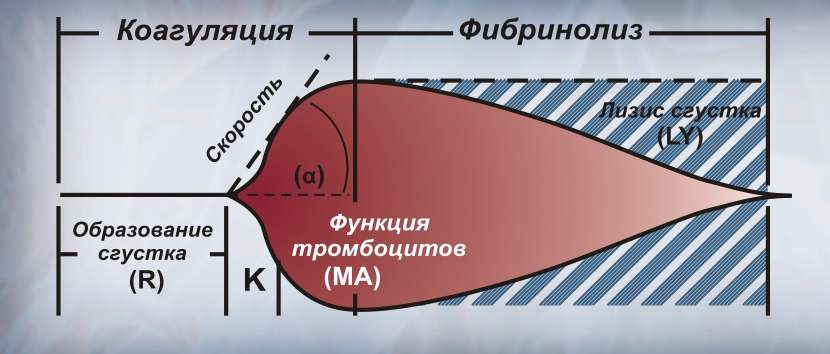 Коагуляция
Фибринолиз
Скорость
Лизис сгустка
(LY)
(α)
Образование
сгустка
(R)
K
Функция
тромбоцитов
(MA)